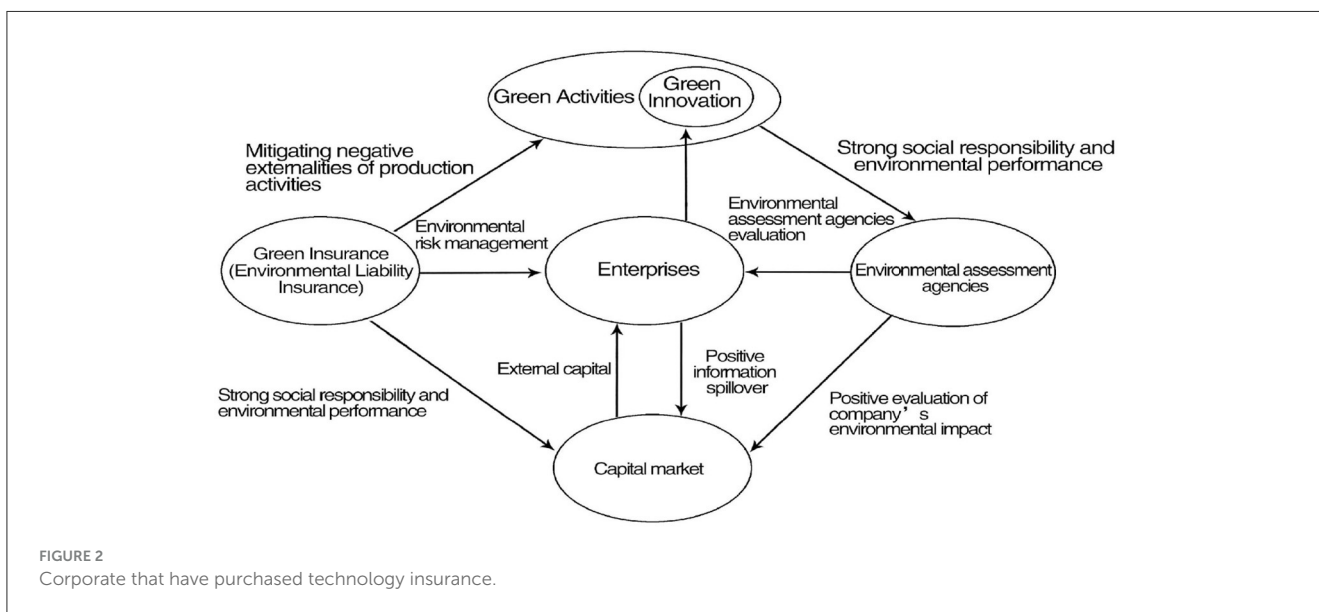 Green
Innovation
Green Activities
Mitigating negative
externalities of production
activities
Strong social responsibility and
environmental performance
Environmental
risk management
Environmental
assessment agencies
evaluation
Green Insurance
(Environmental Liability
Insurance)
Enterprises
Environmental assessment
agencies
External capital
Positive
information
spillover
Strong social responsibility and
environmental performance
Positive evaluation of
company’ s
environmental impact
Capital market
FIGURE 2
Corporate that have purchased technology insurance.